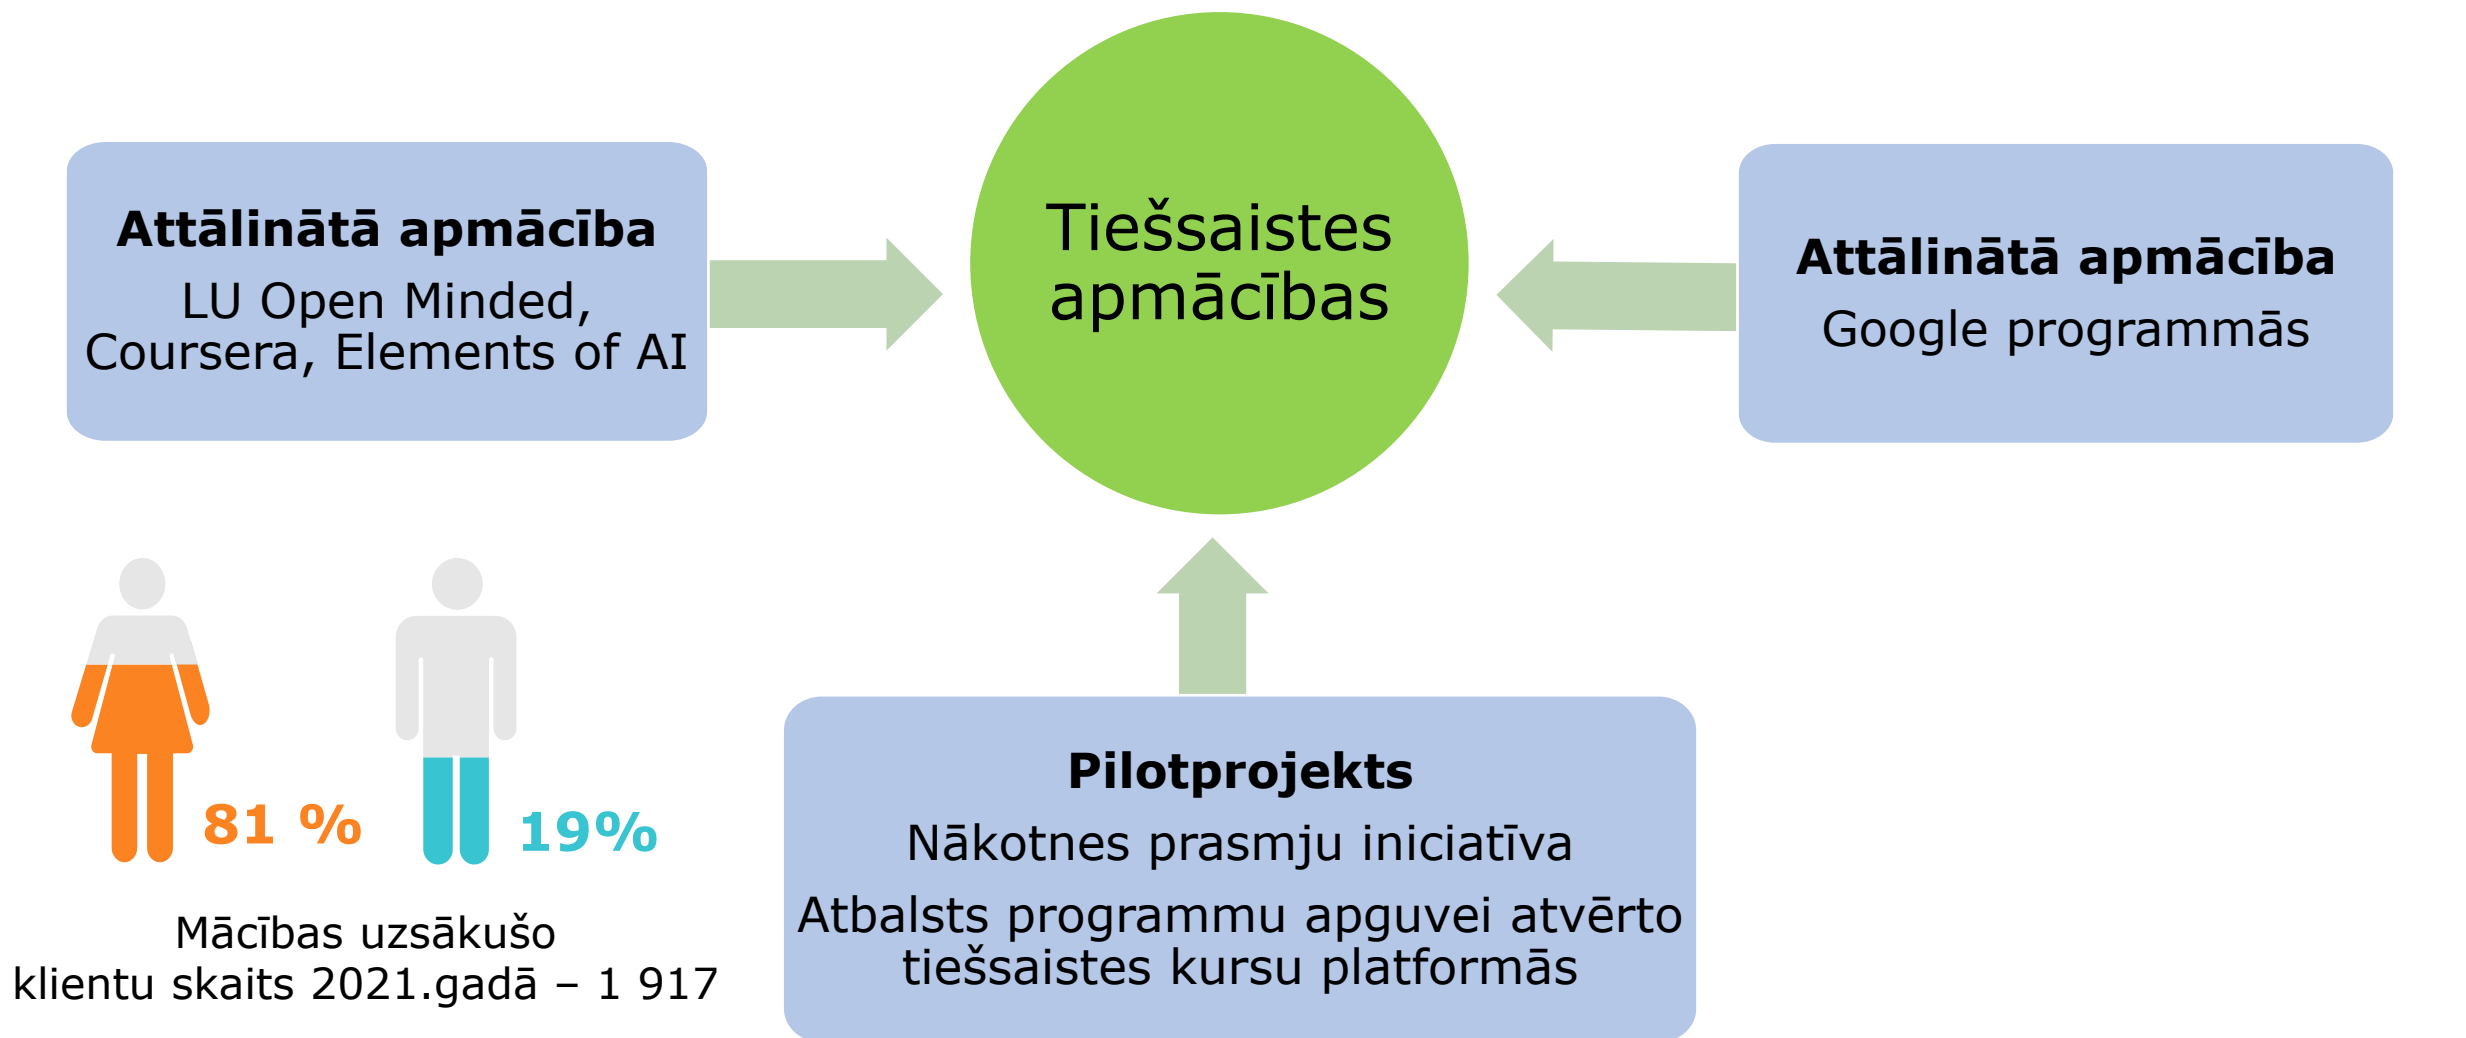 Tiešsaistes
apmācības
Attālinātā apmācība
LU Open Minded,
Coursera, Elements of AI
Attālinātā apmācība
Google programmās
81 %
19%
Mācības uzsākušo
klientu skaits 2021.gadā – 1 917
Pilotprojekts
Nākotnes prasmju iniciatīva
Atbalsts programmu apguvei atvērto
tiešsaistes kursu platformās